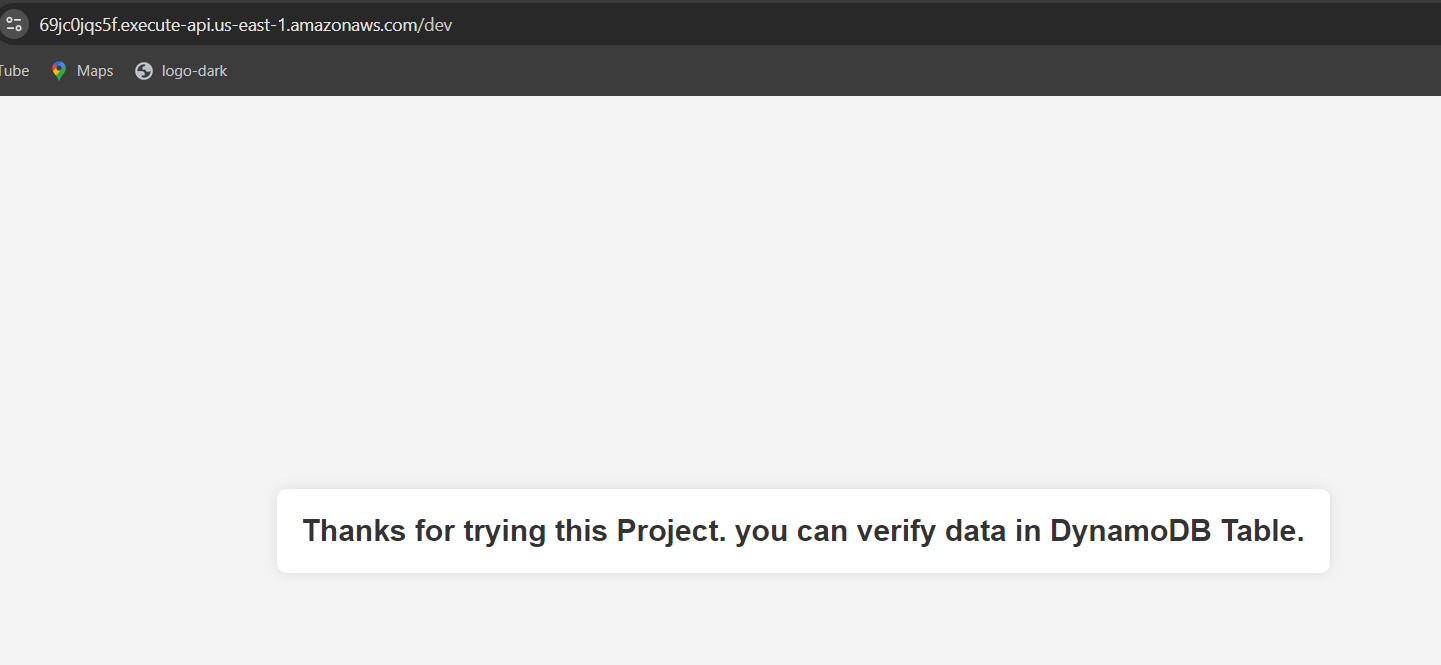 69jc0jqs5f.execute-api.us-east-1.amazonaws.com/dev
Tube Maps logo-dark
Thanks for trying this Project. you can verify data in DynamoDB Table.